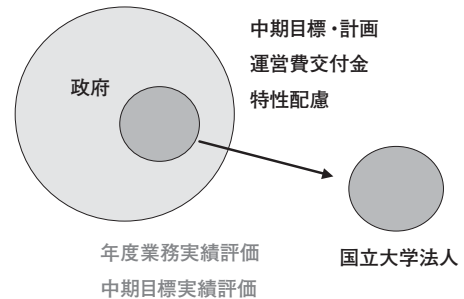 中期目標・計画
運営費交付金
特性配慮
政府
国立大学法人
年度業務実績評価
中期目標実績評価